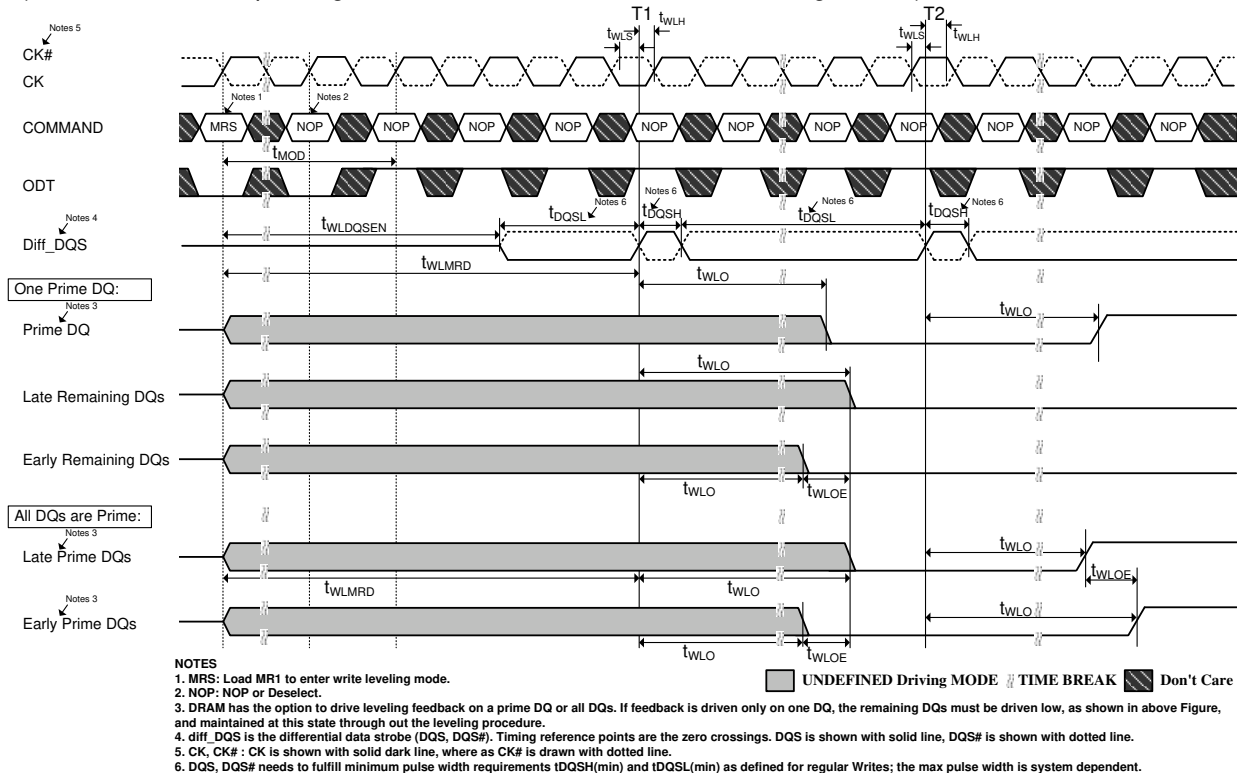 T1 T2
tWLS tWLH tWLS tWLH
Notes 5
CK#
CK
Notes 1 Notes 2
COMMAND MRS NOP NOP NOP NOP NOP NOP NOP NOP NOP NOP
tMOD
ODT
Notes 6 Notes 6 Notes 6 Notes 6
tDQSL tDQSH tDQSL tDQSH
Notes 4
tWLDQSEN
Diff_DQS
tWLMRD tWLO
One Prime DQ:
Notes 3
tWLO
Prime DQ
tWLO
Late Remaining DQs
Early Remaining DQs
tWLO tWLOE
All DQs are Prime:
Notes 3
Late Prime DQs tWLO
tWLOE
tWLMRD tWLO
Notes 3
tWLO
Early Prime DQs
tWLO tWLOE
NOTES
1. MRS: Load MR1 to enter write leveling mode.
2. NOP: NOP or Deselect.
UNDEFINED Driving MODE TIME BREAK Don't Care
3. DRAM has the option to drive leveling feedback on a prime DQ or all DQs. If feedback is driven only on one DQ, the remaining DQs must be driven low, as shown in above Figure,
and maintained at this state through out the leveling procedure.
4. diff_DQS is the differential data strobe (DQS, DQS#). Timing reference points are the zero crossings. DQS is shown with solid line, DQS# is shown with dotted line.
5. CK, CK# : CK is shown with solid dark line, where as CK# is drawn with dotted line.
6. DQS, DQS# needs to fulfill minimum pulse width requirements tDQSH(min) and tDQSL(min) as defined for regular Writes; the max pulse width is system dependent.